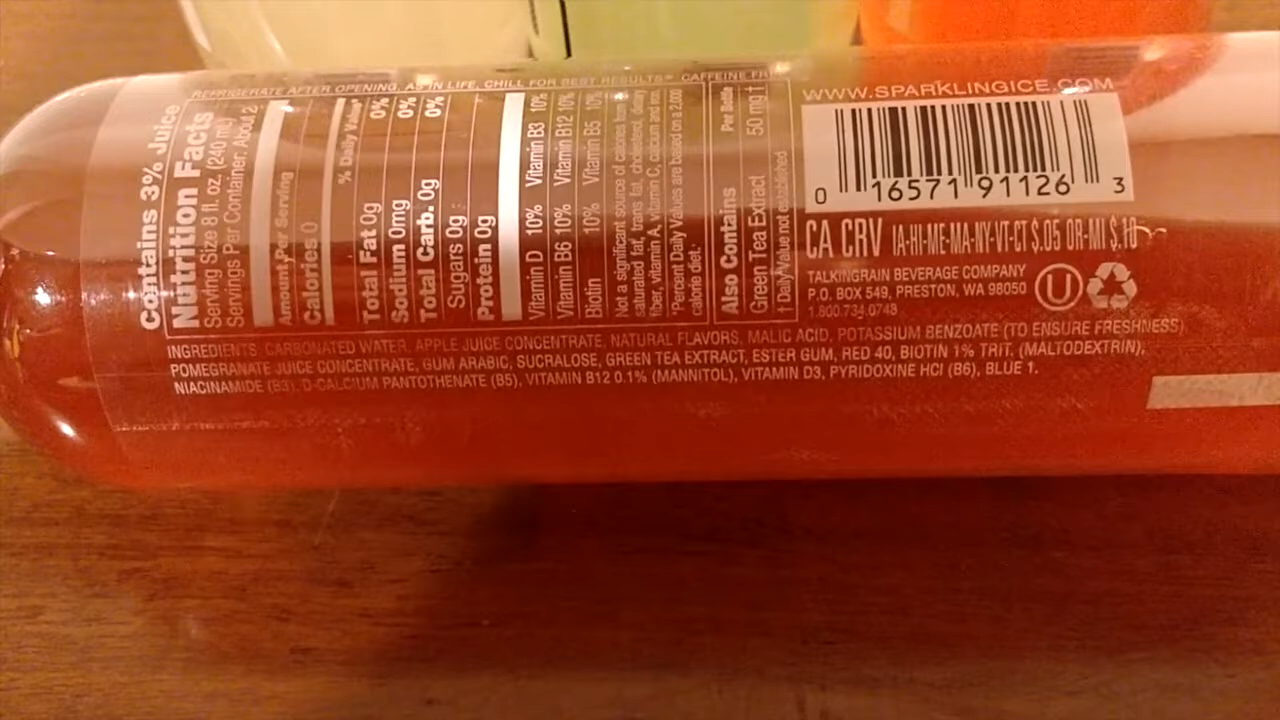 REFRIGERATE AFTER OPENING. AS IN LIFE, CHILL FOR BEST RESULTS® CAFFEINE FR
Contains 3% Juice
Nutrition Facts
Serving Size 8 fl. oz. (240 mL)
Servings Per Container: About 2
Amount Per Serving
Calories 0
% Daily Value*
Total Fat 0g 0%
Sodium 0mg 0%
Total Carb. 0g 0%
Sugars 0g
Protein 0g
Vitamin D 10% Vitamin B3 10%
Vitamin B6 10% Vitamin B12 10%
Biotin 10% Vitamin B5 10%
Not a significant source of calories from
saturated fat, trans fat, cholesterol, dietary
fiber, vitamin A, vitamin C, calcium and iron.
*Percent Daily Values are based on a 2,000
calorie diet.
Also Contains Per Bottle
Green Tea Extract 50 mg †
† Daily Value not established
WWW.SPARKLINGICE.COM
0 16571 91126 3
CA CRV IA-HI-ME-MA-NY-VT-CT $.05 OR-MI $.10
TALKINGRAIN BEVERAGE COMPANY
P.O. BOX 549, PRESTON, WA 98050
1.800.734.0748
U
INGREDIENTS: CARBONATED WATER, APPLE JUICE CONCENTRATE, NATURAL FLAVORS, MALIC ACID, POTASSIUM BENZOATE (TO ENSURE FRESHNESS)
POMEGRANATE JUICE CONCENTRATE, GUM ARABIC, SUCRALOSE, GREEN TEA EXTRACT, ESTER GUM, RED 40, BIOTIN 1% TRIT. (MALTODEXTRIN),
NIACINAMIDE (B3), D-CALCIUM PANTOTHENATE (B5), VITAMIN B12 0.1% (MANNITOL), VITAMIN D3, PYRIDOXINE HCl (B6), BLUE 1.